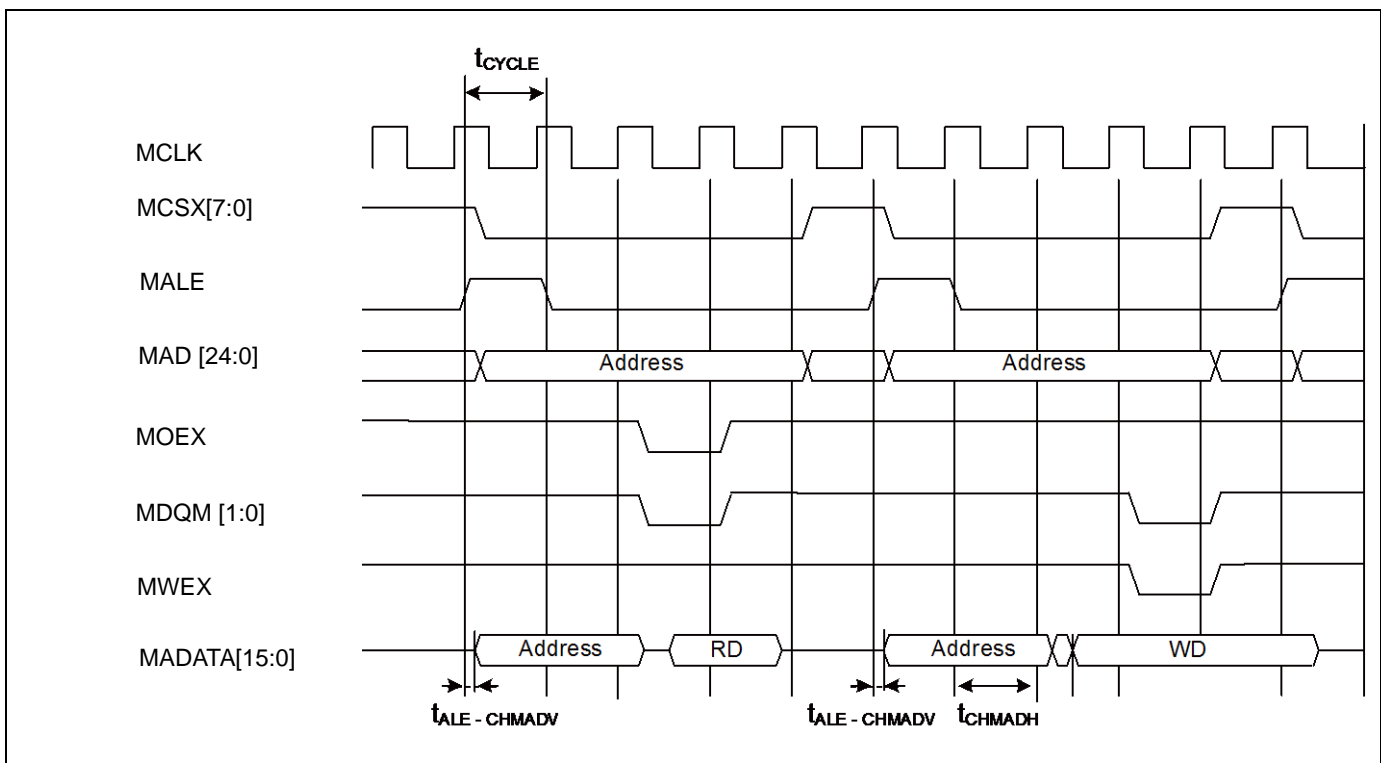 tCYCLE
MCLK
MCSX[7:0]
MALE
MAD [24:0]
Address
Address
MOEX
MDQM [1:0]
MWEX
MADATA[15:0]
Address
RD
Address
WD
tALE - CHMADV
tALE - CHMADV
tCHMADH